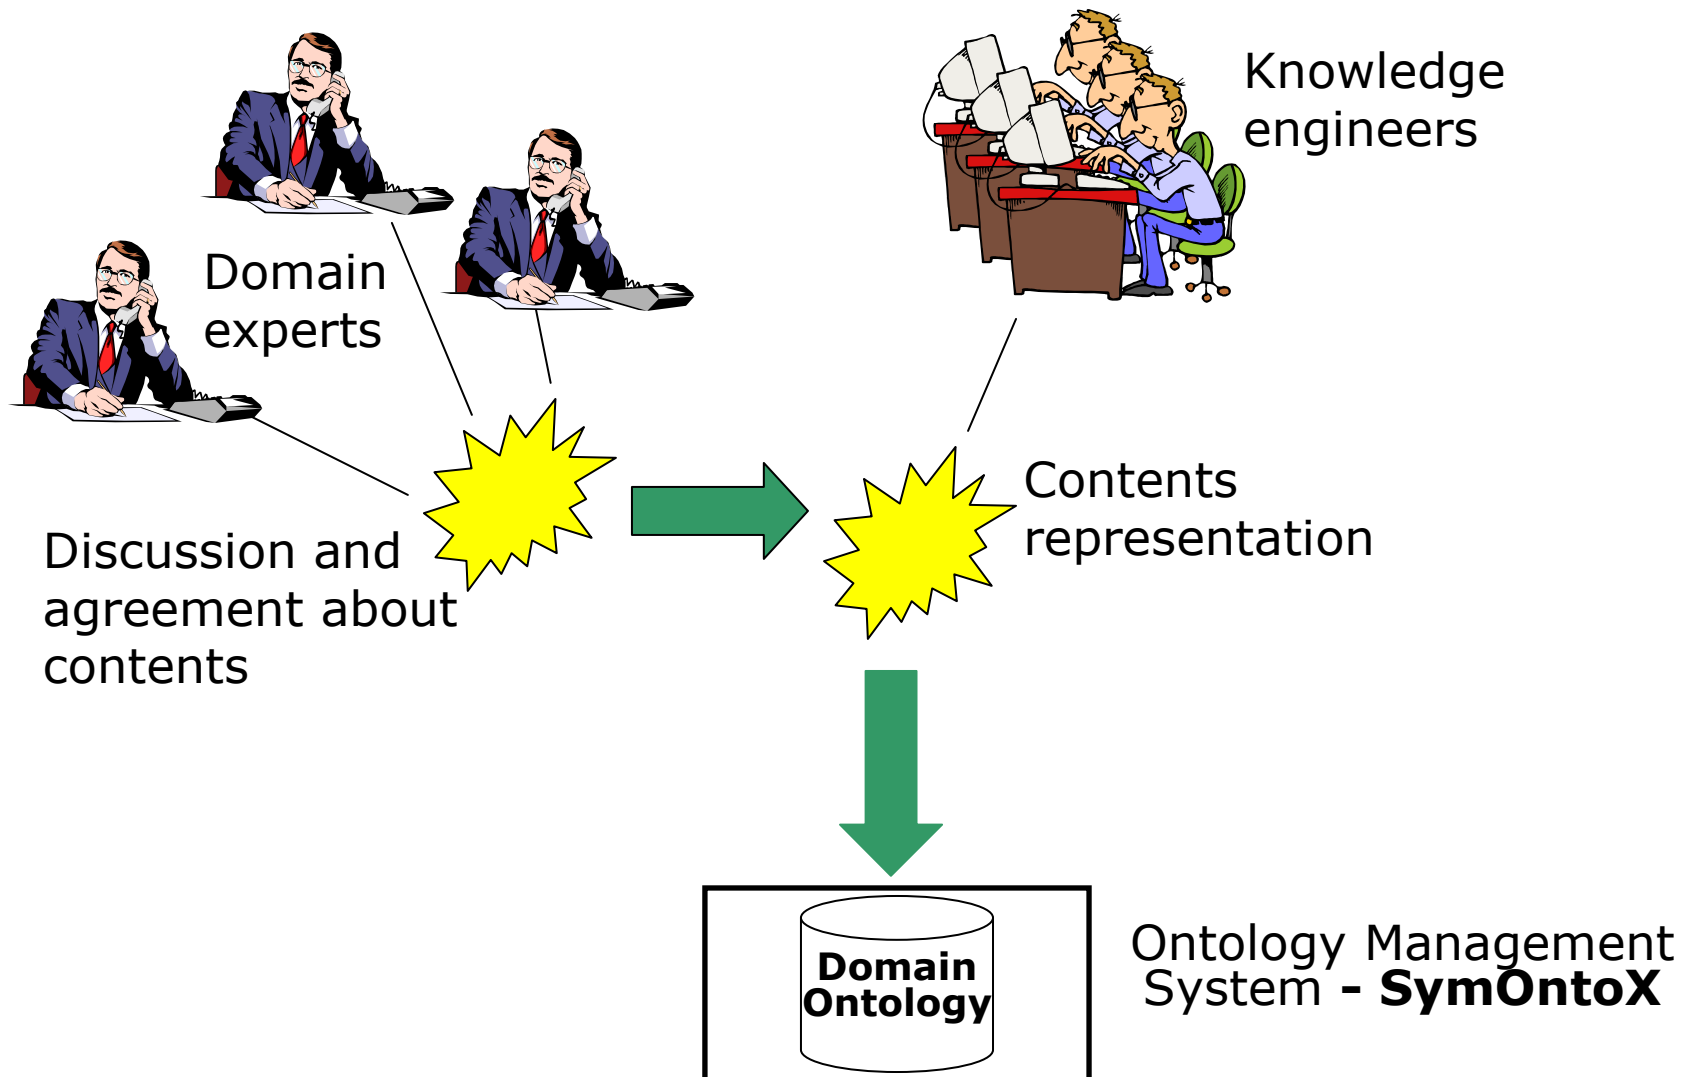 Knowledge
engineers
Domain
experts
Contents
representation
Discussion and
agreement about
contents
Domain
Ontology
Ontology Management
System - SymOntoX